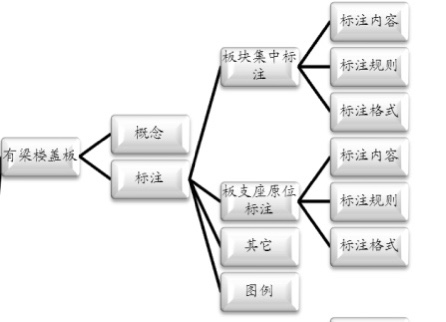 有梁楼盖板
概念
标注
板块集中标
注
标注内容
标注规则
标注格式
板支座原位
标注
标注内容
标注规则
标注格式
其它
图例